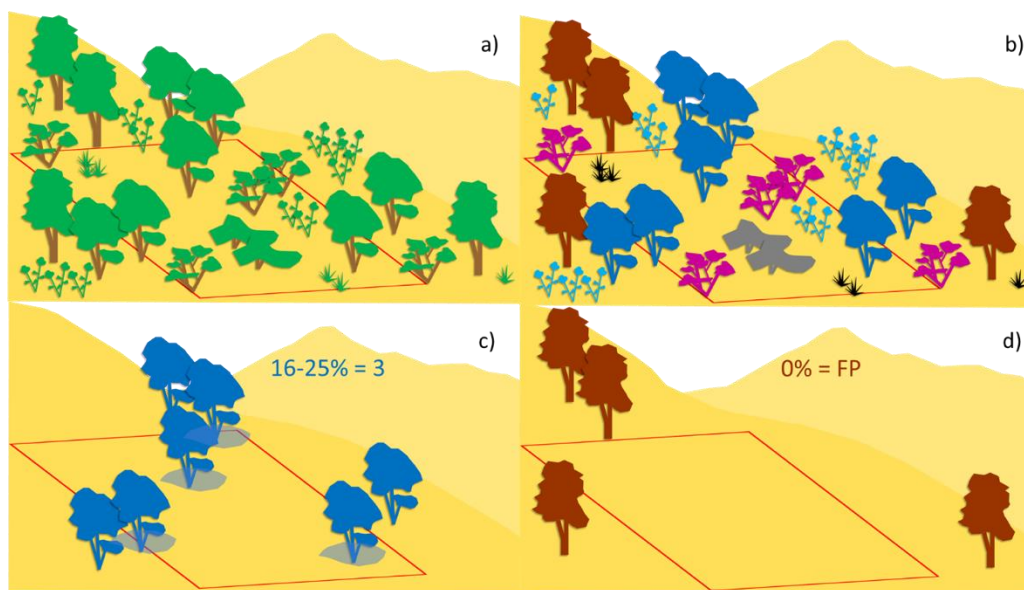 a)
b)
c)
16-25% = 3
d)
0% = FP